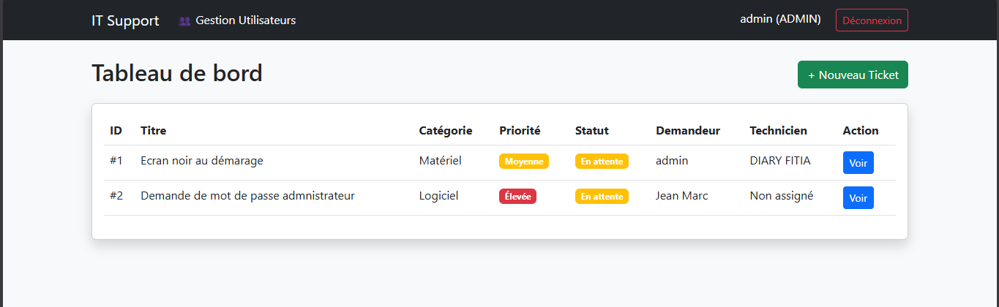 IT Support Gestion Utilisateurs admin (ADMIN) Déconnexion
Tableau de bord + Nouveau Ticket
ID Titre Catégorie Priorité Statut Demandeur Technicien Action
#1 Ecran noir au démarage Matériel Moyenne En attente admin DIARY FITIA Voir
#2 Demande de mot de passe admnistrateur Logiciel Élevée En attente Jean Marc Non assigné Voir